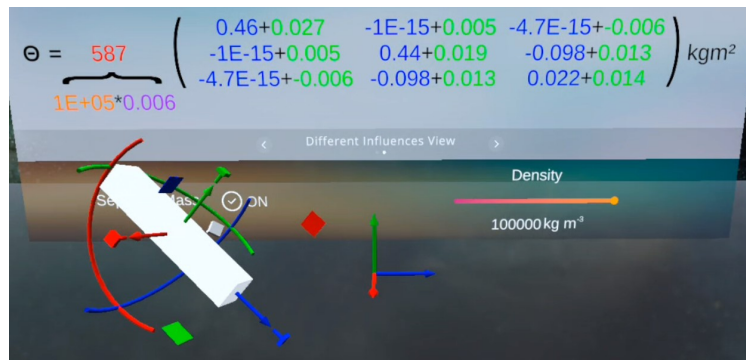 0.46+0.027 -1E-15+0.005 -4.7E-15+-0.006
Θ = 587 -1E-15+0.005 0.44+0.019 -0.098+0.013 kgm²
-4.7E-15+-0.006 -0.098+0.013 0.022+0.014
1E+05*0.006
‹ Different Influences View ›
Density
ON
100000kg m⁻³